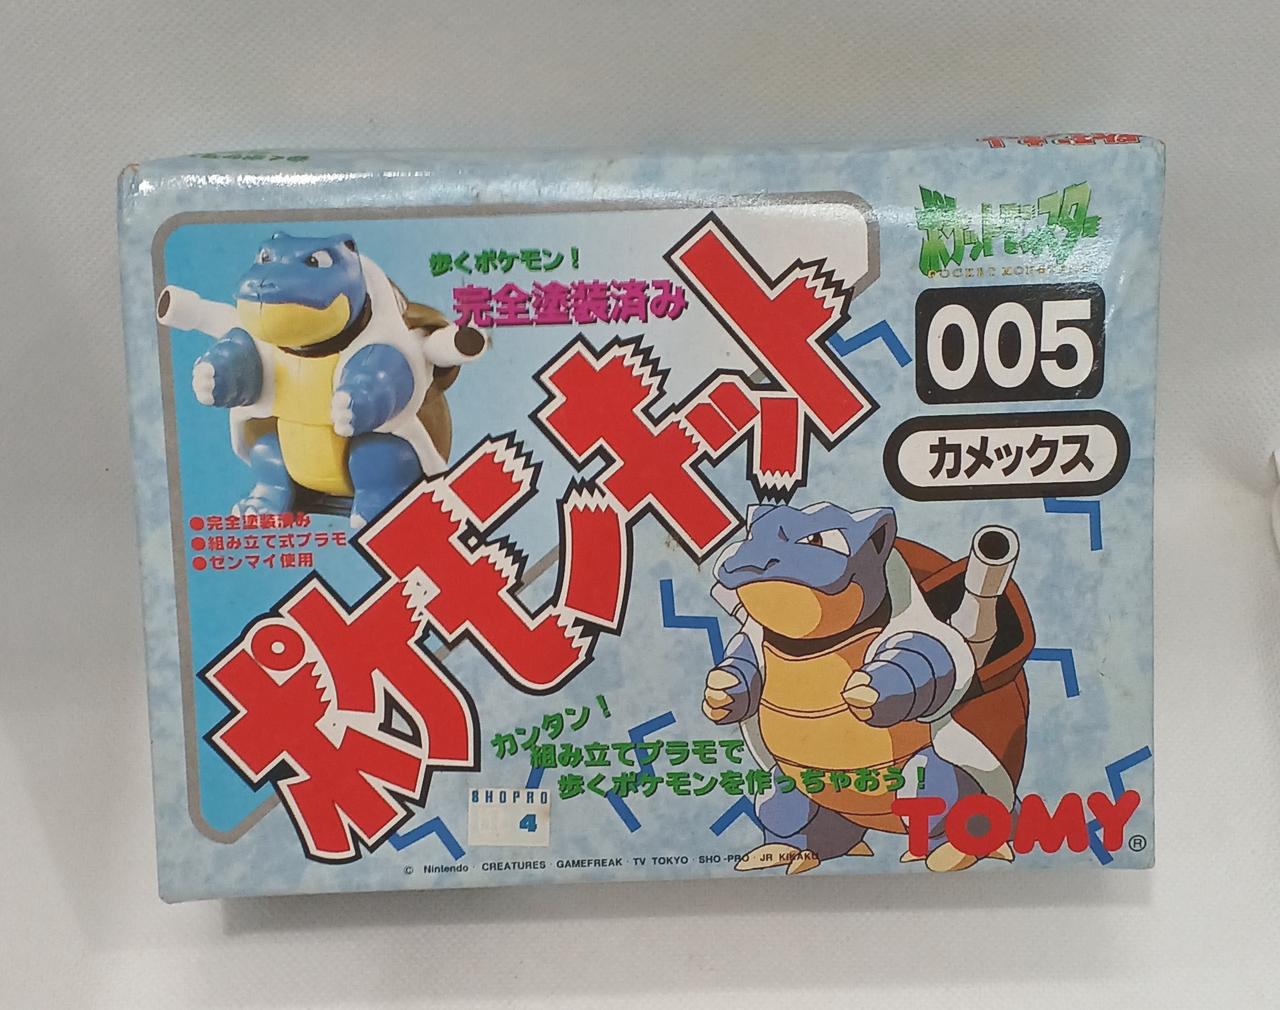 ポケットモンスター
POCKET MONSTERS
歩くポケモン!
完全塗装済み
ポケモンキット
005
カメックス
●完全塗装済み
●組み立て式プラモ
●ゼンマイ使用
カンタン!
組み立てプラモで
歩くポケモンを作っちゃおう!
SHOPRO
4
TOMY®
© Nintendo・CREATURES・GAMEFREAK・TV TOKYO・SHO-PRO・JR KIKAKU